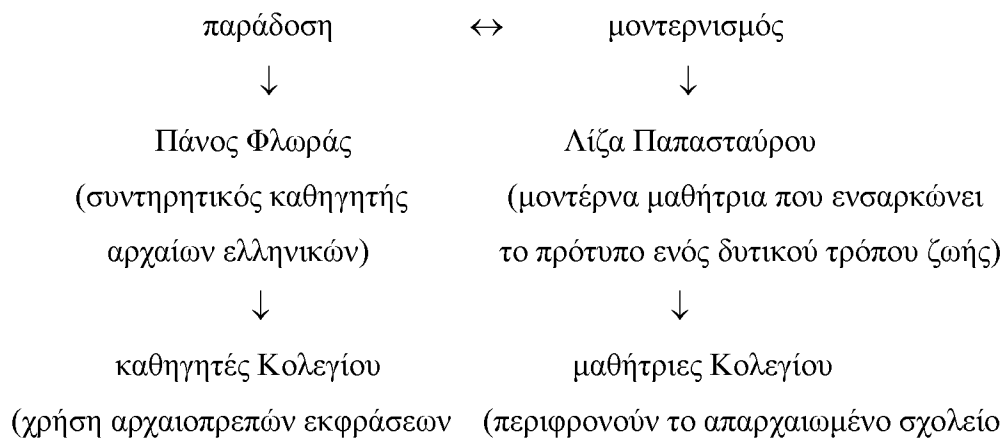 παράδοση ↔ μοντερνισμός
↓ ↓
Πάνος Φλωράς Λίζα Παπασταύρου
(συντηρητικός καθηγητής (μοντέρνα μαθήτρια που ενσαρκώνει
αρχαίων ελληνικών) το πρότυπο ενός δυτικού τρόπου ζωής)
↓ ↓
καθηγητές Κολεγίου μαθήτριες Κολεγίου
(χρήση αρχαιοπρεπών εκφράσεων (περιφρονούν το απαρχαιωμένο σχολείο